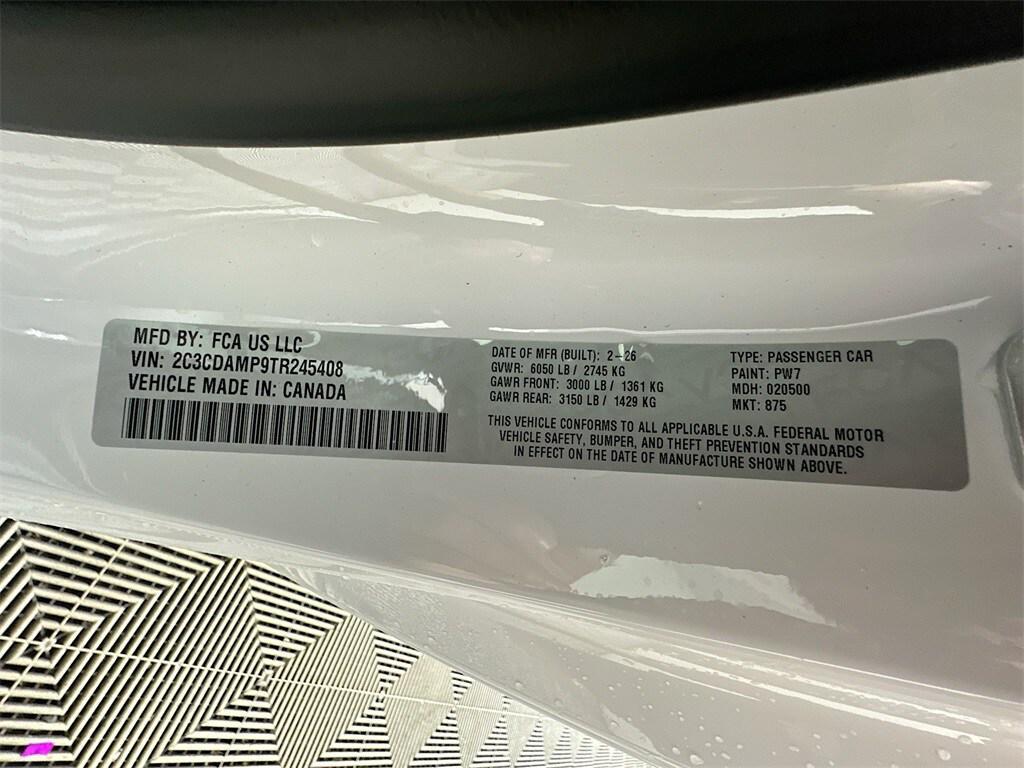 MFD BY: FCA US LLC
VIN: 2C3CDAMP9TR245408
VEHICLE MADE IN: CANADA
DATE OF MFR (BUILT): 2-26
GVWR: 6050 LB / 2745 KG
GAWR FRONT: 3000 LB / 1361 KG
GAWR REAR: 3150 LB / 1429 KG
TYPE: PASSENGER CAR
PAINT: PW7
MDH: 020500
MKT: 875
THIS VEHICLE CONFORMS TO ALL APPLICABLE U.S.A. FEDERAL MOTOR
VEHICLE SAFETY, BUMPER, AND THEFT PREVENTION STANDARDS
IN EFFECT ON THE DATE OF MANUFACTURE SHOWN ABOVE.